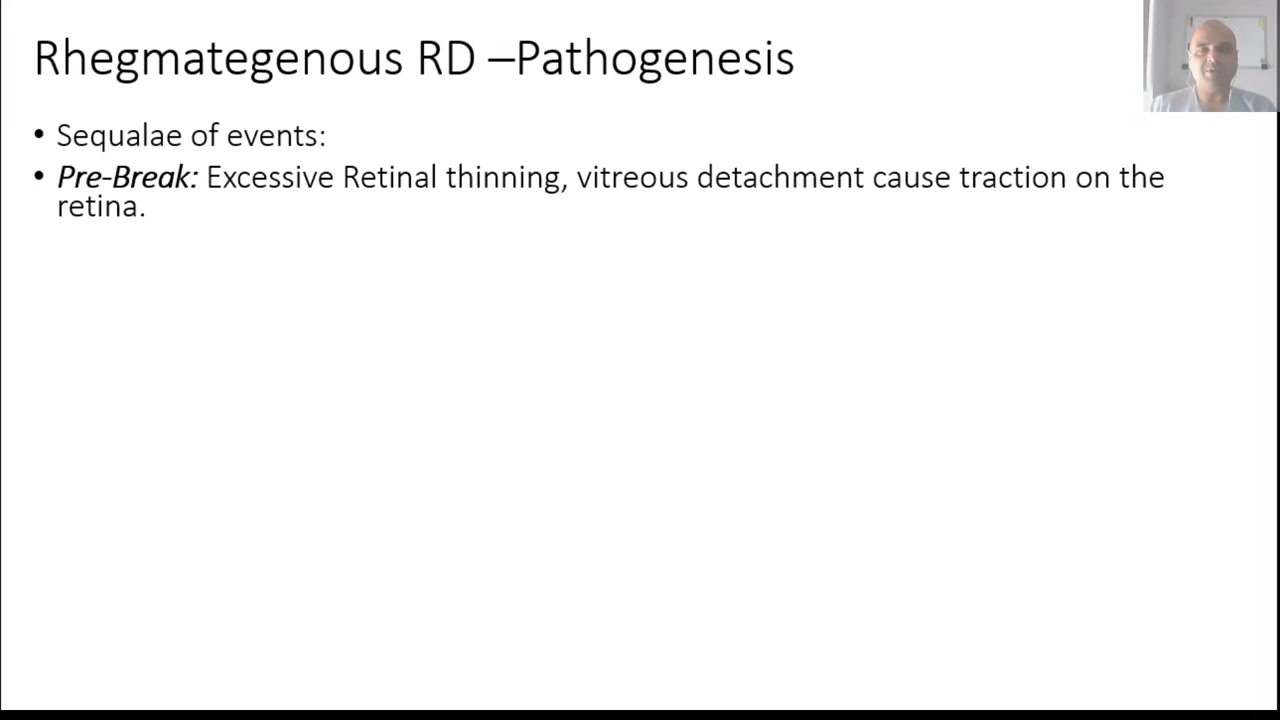 Rhegmategenous RD –Pathogenesis
• Sequalae of events:
• Pre-Break: Excessive Retinal thinning, vitreous detachment cause traction on the
retina.